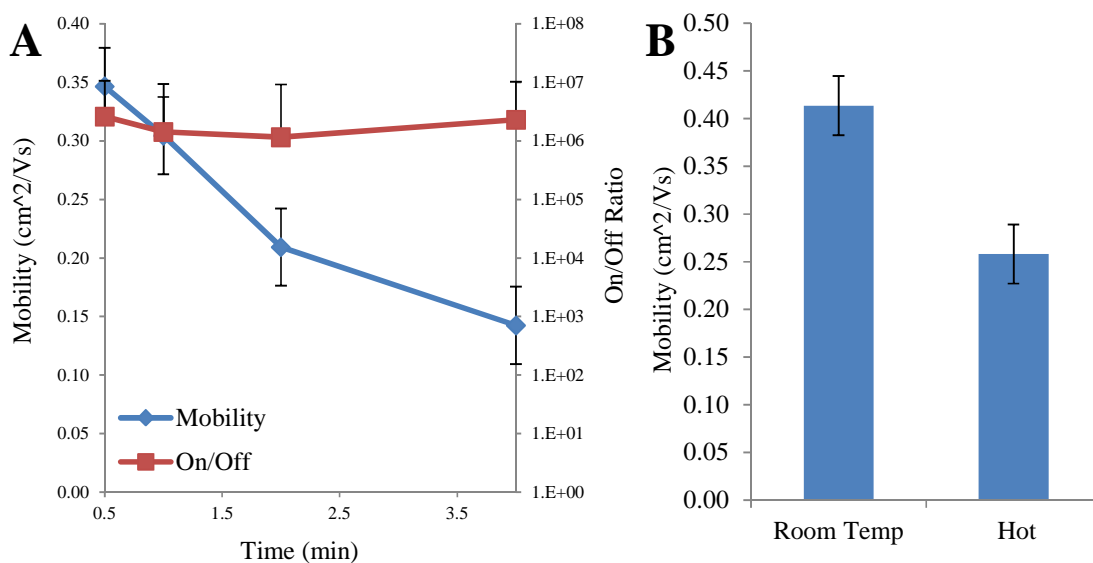 A
Mobility (cm^2/Vs)
0.40
0.35
0.30
0.25
0.20
0.15
0.10
0.05
0.00
Mobility
On/Off
0.5
1.5
2.5
3.5
Time (min)
1.E+08
1.E+07
1.E+06
1.E+05
1.E+04
1.E+03
1.E+02
1.E+01
1.E+00
On/Off Ratio
B
Mobility (cm^2/Vs)
0.50
0.45
0.40
0.35
0.30
0.25
0.20
0.15
0.10
0.05
0.00
Room Temp
Hot